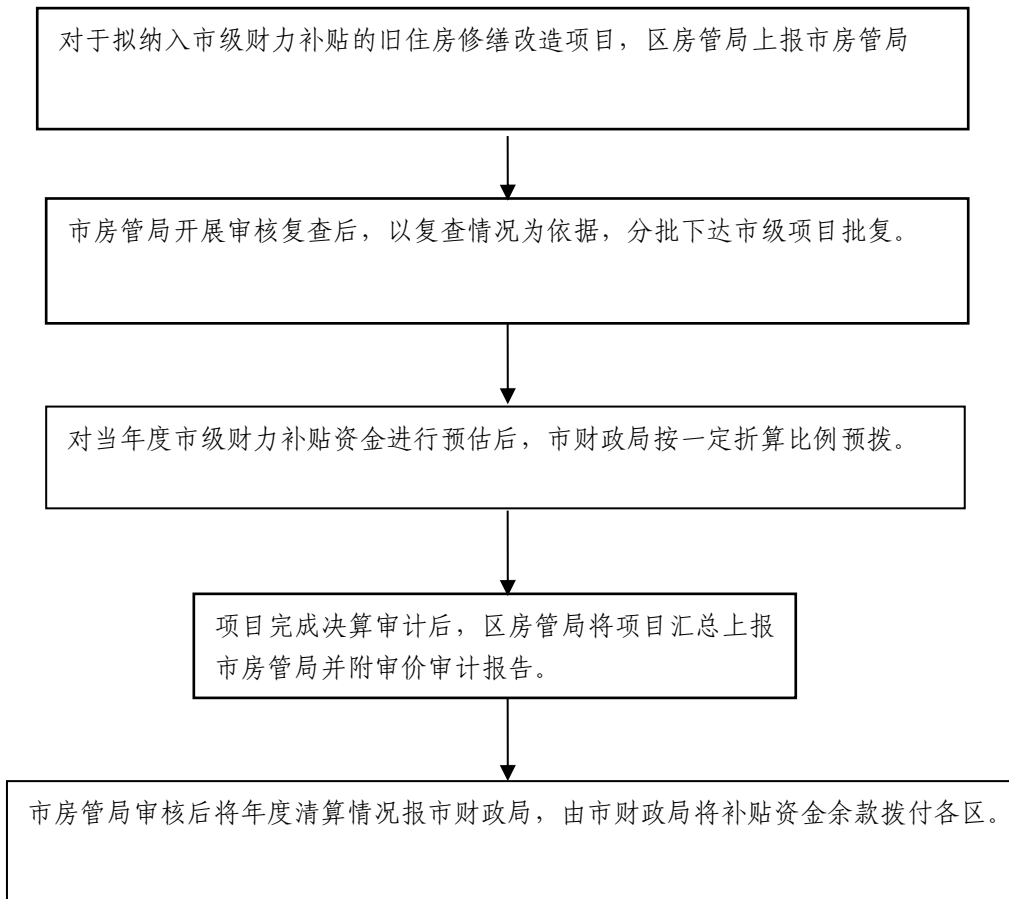 对于拟纳入市级财力补贴的旧住房修缮改造项目，区房管局上报市房管局
市房管局开展审核复查后，以复查情况为依据，分批下达市级项目批复。
对当年度市级财力补贴资金进行预估后，市财政局按一定折算比例预拨。
项目完成决算审计后，区房管局将项目汇总上报
市房管局并附审价审计报告。
市房管局审核后将年度清算情况报市财政局，由市财政局将补贴资金余款拨付各区。